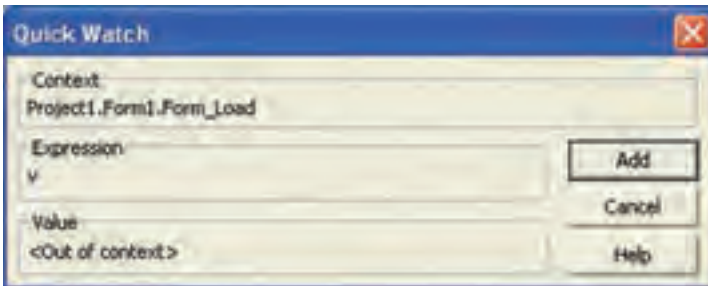 Quick Watch
Context
Project1.Form1.Form_Load
Expression
v
Add
Cancel
Value
<Out of context>
Help